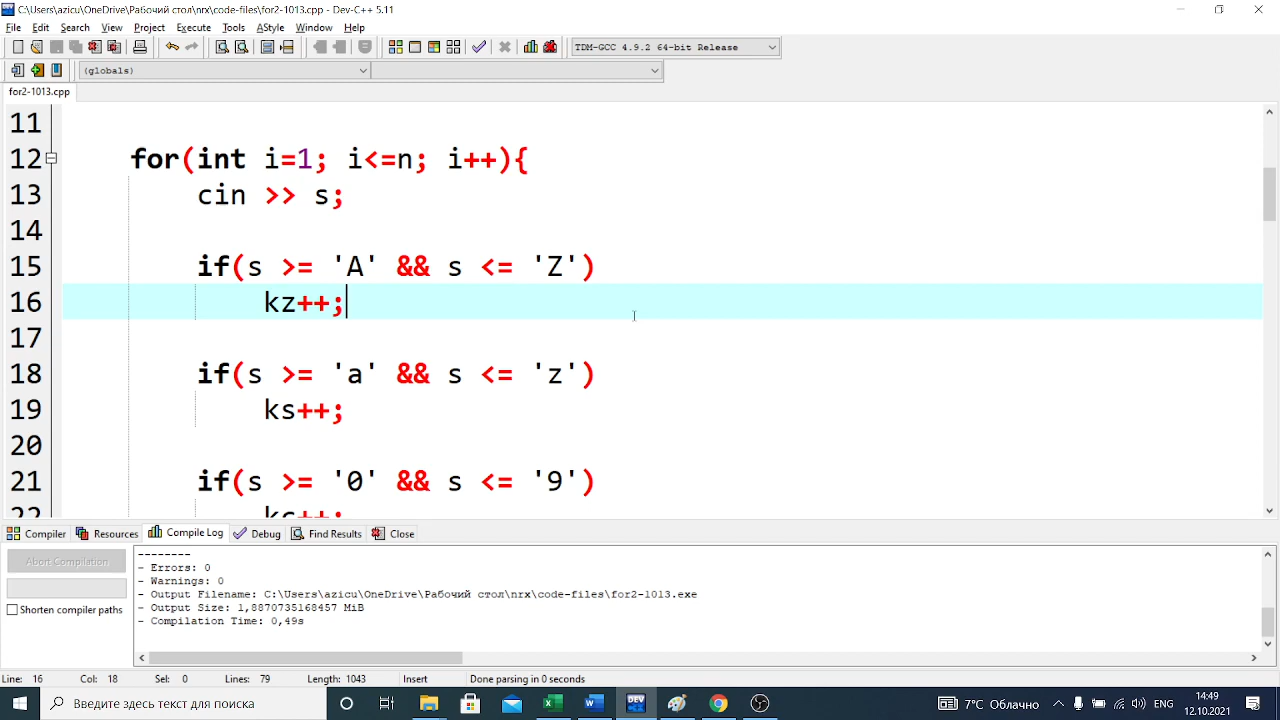 C:\Users\azicu\OneDrive\Рабочий стол\nrx\code-files\for2-1013.cpp - Dev-C++ 5.11
File Edit Search View Project Execute Tools AStyle Window Help
TDM-GCC 4.9.2 64-bit Release
(globals)
for2-1013.cpp
11
12 for(int i=1; i<=n; i++){
13 cin >> s;
14
15 if(s >= 'A' && s <= 'Z')
16 kz++;
17
18 if(s >= 'a' && s <= 'z')
19 ks++;
20
21 if(s >= '0' && s <= '9')
22
Compiler Resources Compile Log Debug Find Results Close
Abort Compilation
Shorten compiler paths
--------
- Errors: 0
- Warnings: 0
- Output Filename: C:\Users\azicu\OneDrive\Рабочий стол\nrx\code-files\for2-1013.exe
- Output Size: 1,8870735168457 MiB
- Compilation Time: 0,49s
Line: 16 Col: 18 Sel: 0 Lines: 79 Length: 1043 Insert Done parsing in 0 seconds
Введите здесь текст для поиска
DEV
7°C Облачно
ENG
14:49
12.10.2021